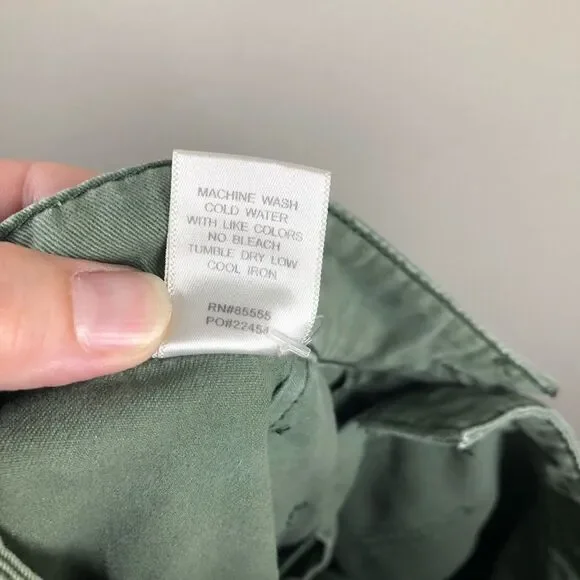 MACHINE WASH
COLD WATER
WITH LIKE COLORS
NO BLEACH
TUMBLE DRY LOW
COOL IRON
RN#85555
PO#22454